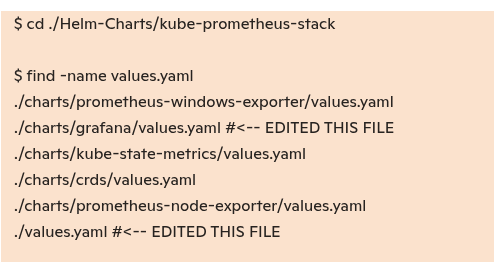 $ cd ./Helm-Charts/kube-prometheus-stack
$ find -name values.yaml
./charts/prometheus-windows-exporter/values.yaml
./charts/grafana/values.yaml #<-- EDITED THIS FILE
./charts/kube-state-metrics/values.yaml
./charts/crds/values.yaml
./charts/prometheus-node-exporter/values.yaml
./values.yaml #<-- EDITED THIS FILE